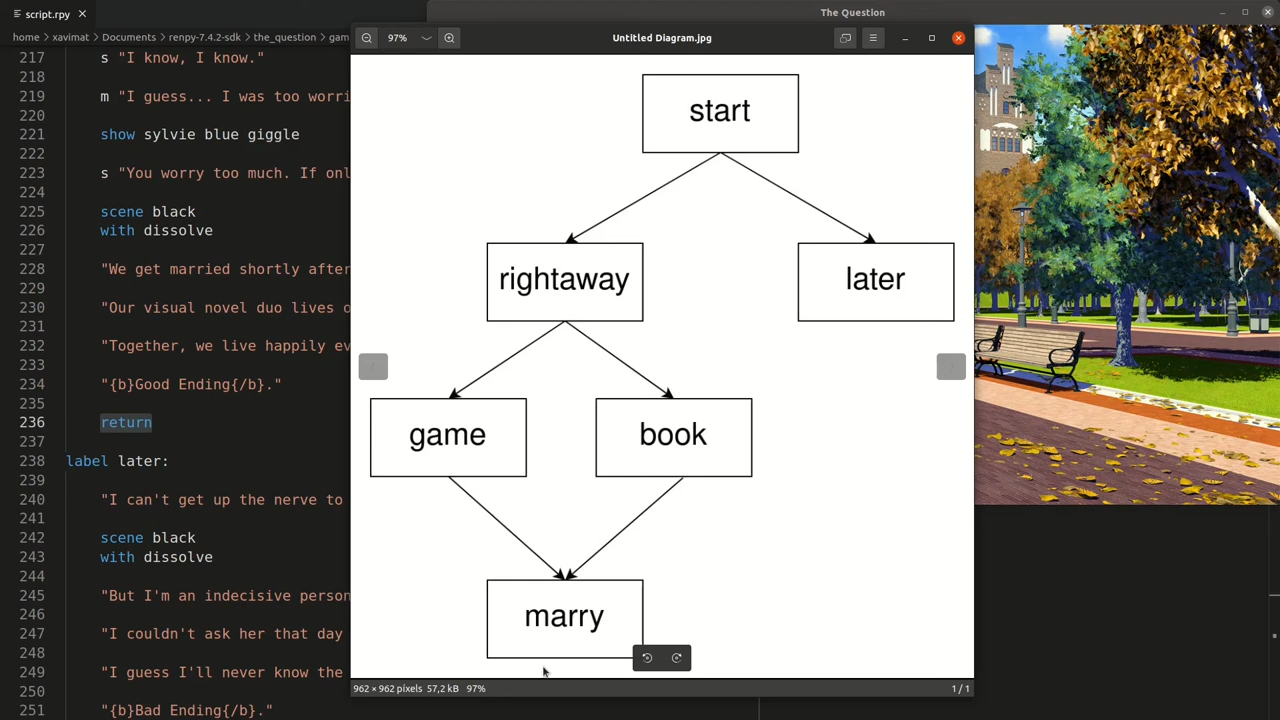 script.rpy
The Question
home
xavimat
Documents
renpy-7.4.2-sdk
the_question
gam
217 s "I know, I know."
218
219 m "I guess... I was too worri
220
221 show sylvie blue giggle
222
223 s "You worry too much. If onl
224
225 scene black
226 with dissolve
227
228 "We get married shortly after
229
230 "Our visual novel duo lives o
231
232 "Together, we live happily ev
233
234 "{b}Good Ending{/b}."
235
236 return
237
238 label later:
239
240 "I can't get up the nerve to
241
242 scene black
243 with dissolve
244
245 "But I'm an indecisive person
246
247 "I couldn't ask her that day
248
249 "I guess I'll never know the
250
251 "{b}Bad Ending{/b}."
97%
Untitled Diagram.jpg
start
rightaway
later
game
book
marry
962 × 962 píxels 57,2 kB 97%
1 / 1